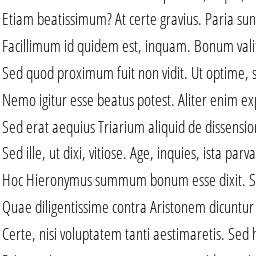 Etiam beatissimum? At certe gravius. Paria sun
Facillimum id quidem est, inquam. Bonum vali
Sed quod proximum fuit non vidit. Ut optime, s
Nemo igitur esse beatus potest. Aliter enim exp
Sed erat aequius Triarium aliquid de dissensio
Sed ille, ut dixi, vitiose. Age, inquies, ista parva
Hoc Hieronymus summum bonum esse dixit. S
Quae diligentissime contra Aristonem dicuntur
Certe, nisi voluptatem tanti aestimaretis. Sed h